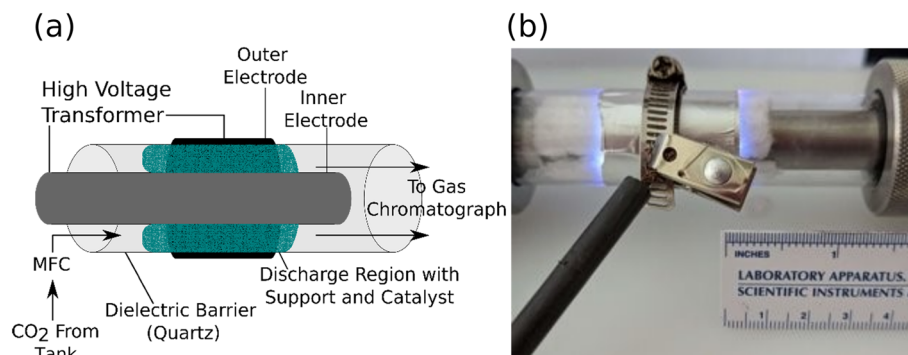 (a)
Outer
Electrode
High Voltage
Transformer
Inner
Electrode
To Gas
Chromatograph
MFC
Discharge Region with
Support and Catalyst
Dielectric Barrier
(Quartz)
CO2 From
Tank
(b)
INCHES
1
LABORATORY APPARATUS.
SCIENTIFIC INSTRUMENTS
1 2 3 4